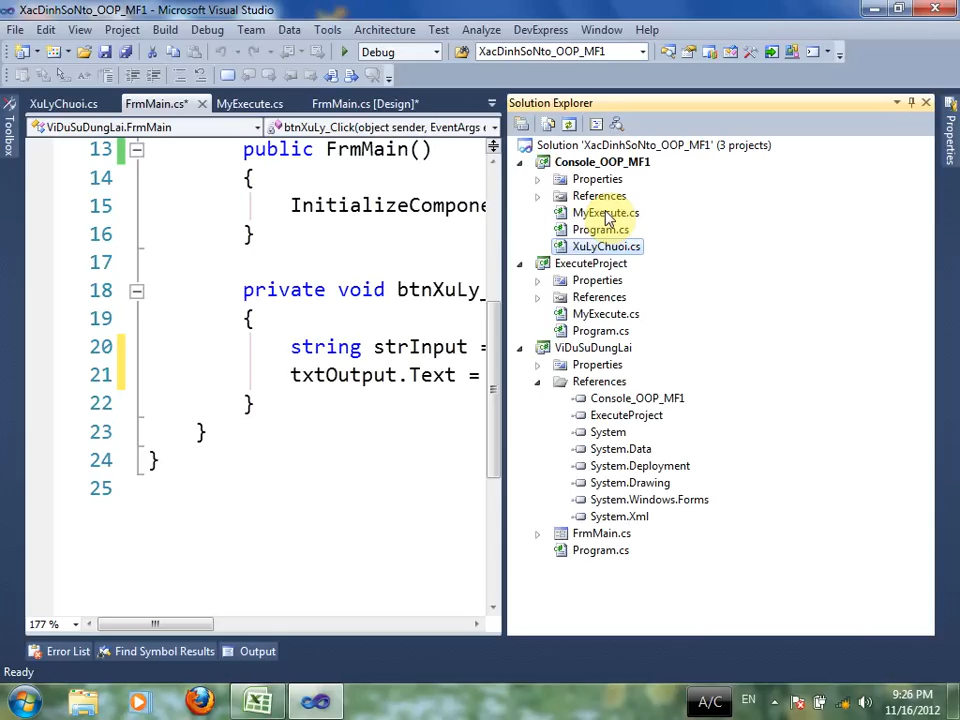 XacDinhSoNto_OOP_MF1 - Microsoft Visual Studio
File Edit View Project Build Debug Team Data Tools Architecture Test Analyze DevExpress Window Help
Debug XacDinhSoNto_OOP_MF1
XuLyChuoi.cs FrmMain.cs* MyExecute.cs FrmMain.cs [Design]*
ViDuSuDungLai.FrmMain btnXuLy_Click(object sender, EventArgs e
13 public FrmMain()
14 {
15 InitializeCompone
16 }
17
18 private void btnXuLy_
19 {
20 string strInput =
21 txtOutput.Text =
22 }
23 }
24 }
25
177 %
Toolbox
Solution Explorer
Solution 'XacDinhSoNto_OOP_MF1' (3 projects)
Console_OOP_MF1
Properties
References
MyExecute.cs
Program.cs
XuLyChuoi.cs
ExecuteProject
Properties
References
MyExecute.cs
Program.cs
ViDuSuDungLai
Properties
References
Console_OOP_MF1
ExecuteProject
System
System.Data
System.Deployment
System.Drawing
System.Windows.Forms
System.Xml
FrmMain.cs
Program.cs
Properties
Error List Find Symbol Results Output
Ready
A/C EN 9:26 PM
11/16/2012